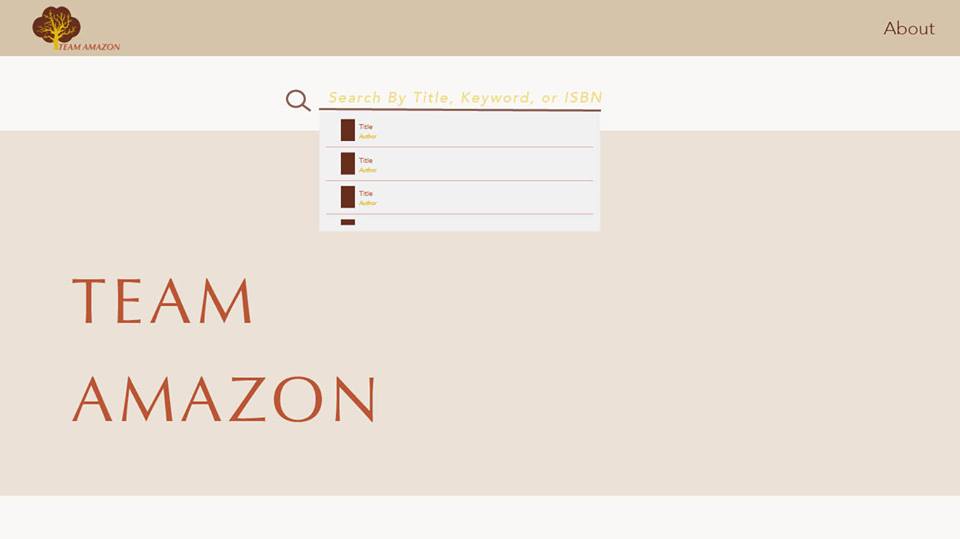 TEAM AMAZON
About
Search By Title, Keyword, or ISBN
Title
Author
Title
Author
Title
Author
TEAM
AMAZON